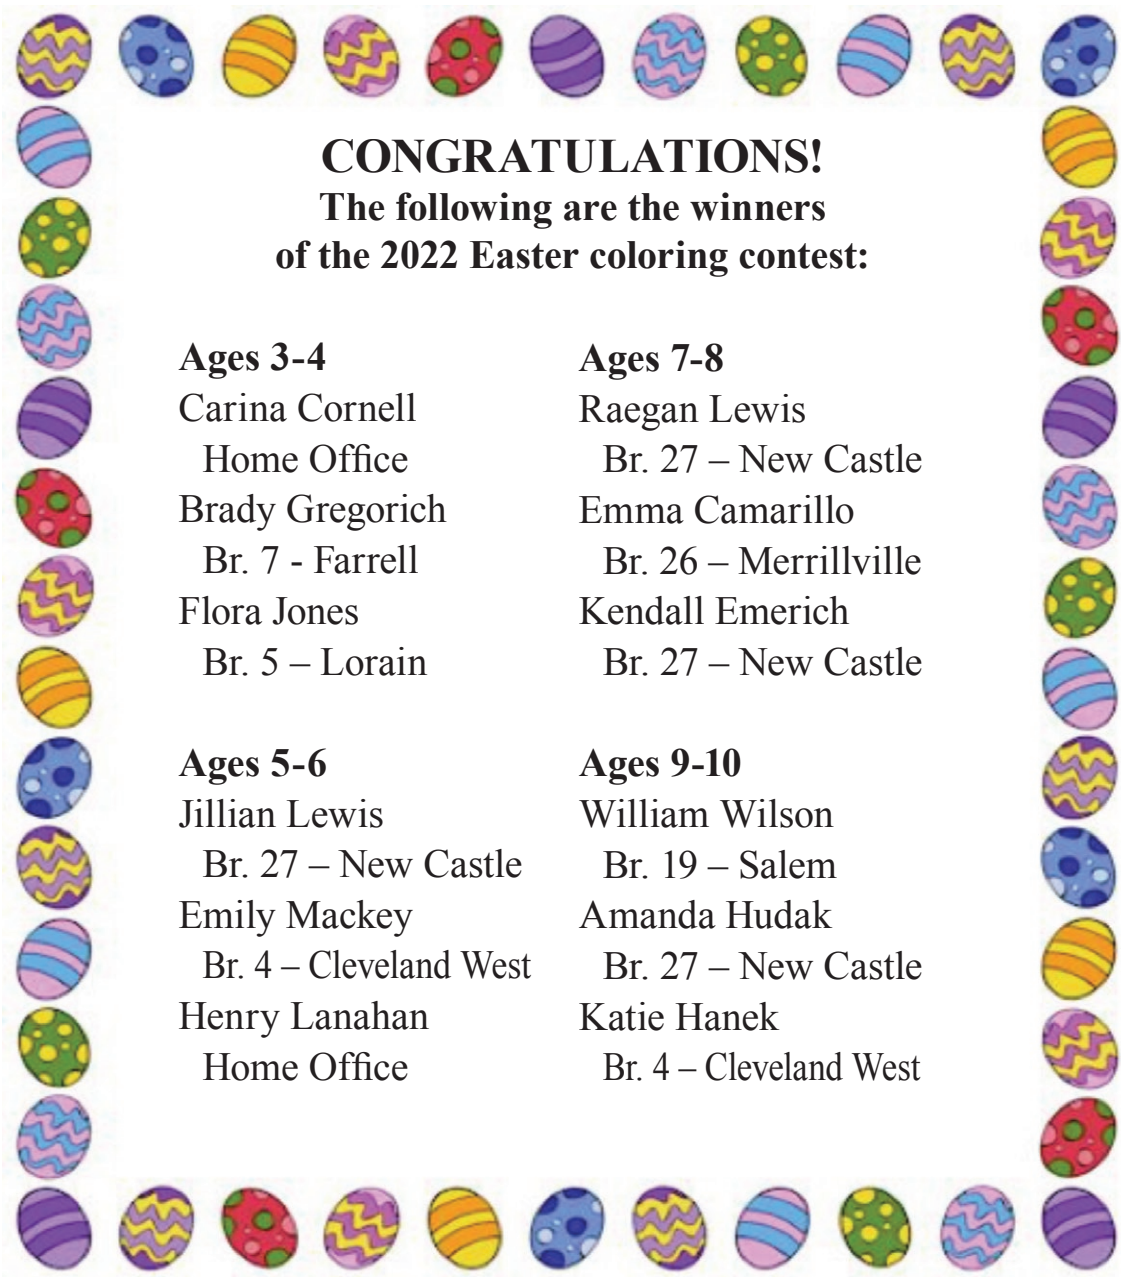 CONGRATULATIONS!
The following are the winners
of the 2022 Easter coloring contest:
Ages 3-4
Carina Cornell
Home Office
Brady Gregorich
Br. 7 - Farrell
Flora Jones
Br. 5 – Lorain
Ages 5-6
Jillian Lewis
Br. 27 – New Castle
Emily Mackey
Br. 4 – Cleveland West
Henry Lanahan
Home Office
Ages 7-8
Raegan Lewis
Br. 27 – New Castle
Emma Camarillo
Br. 26 – Merrillville
Kendall Emerich
Br. 27 – New Castle
Ages 9-10
William Wilson
Br. 19 – Salem
Amanda Hudak
Br. 27 – New Castle
Katie Hanek
Br. 4 – Cleveland West